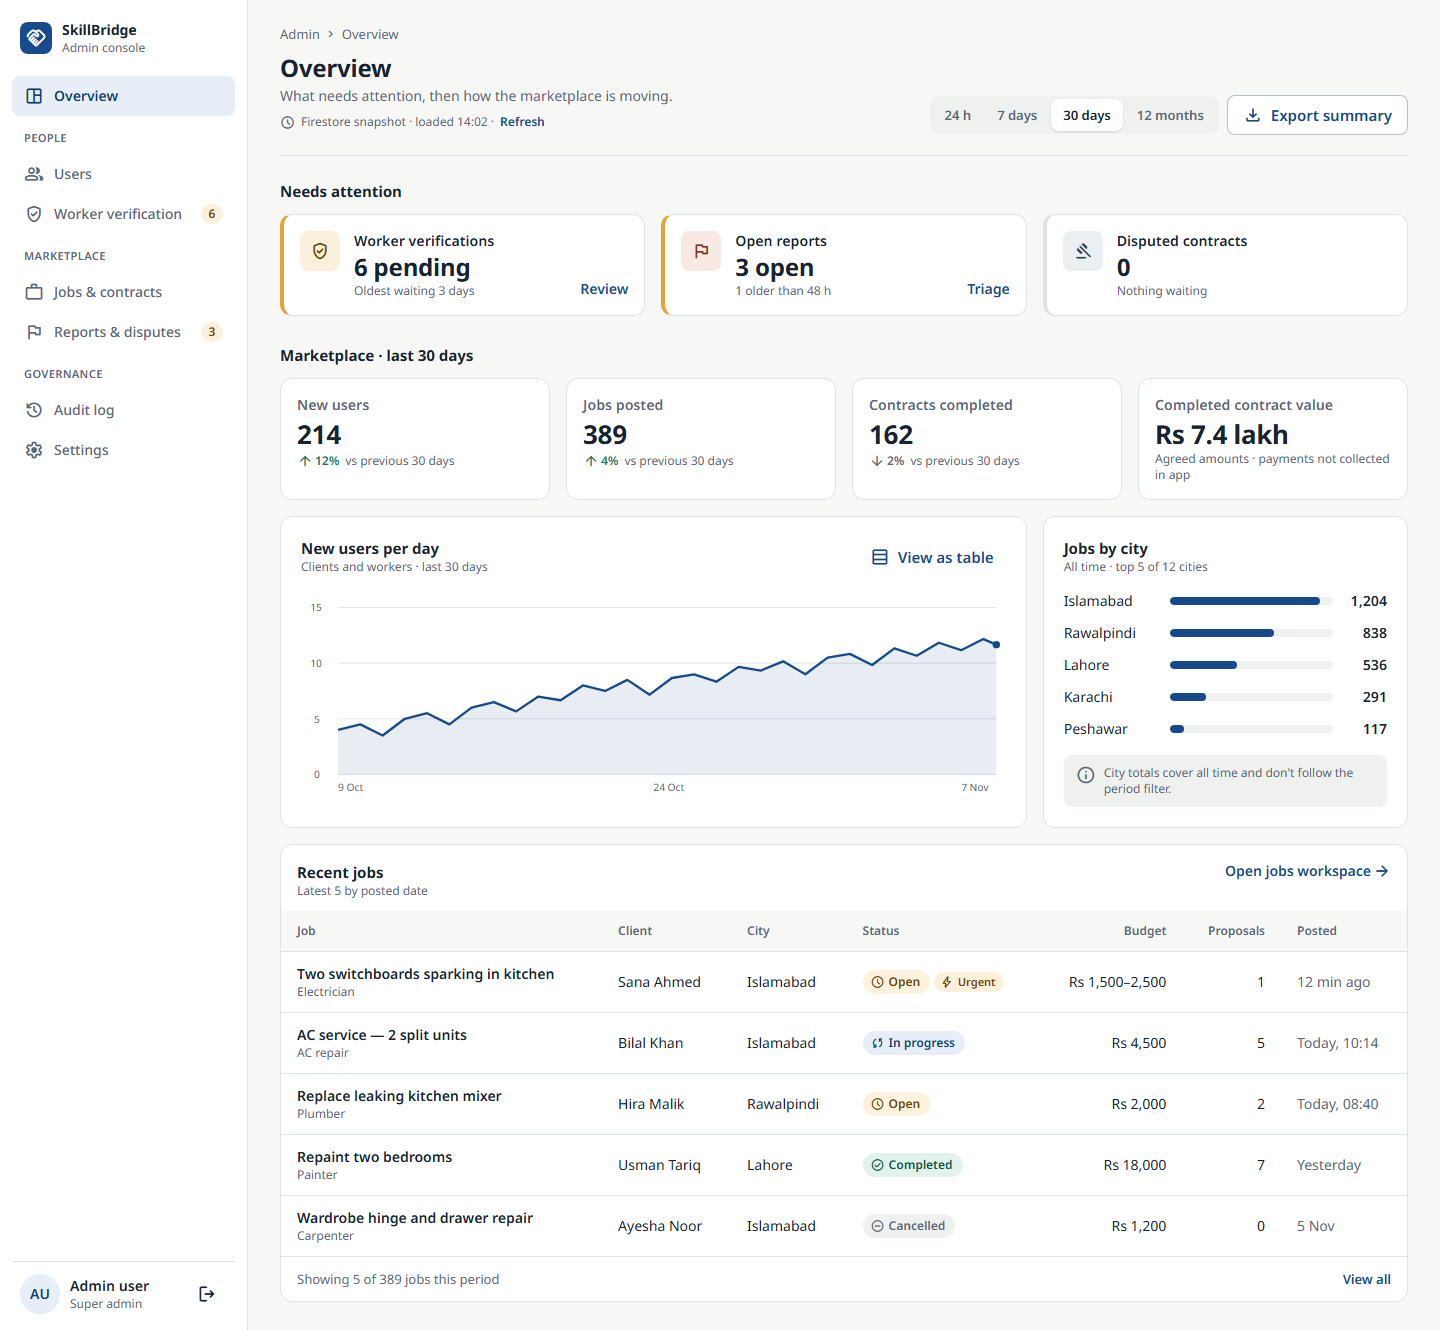 SkillBridge
Admin console
Overview
PEOPLE
Users
Worker verification 6
MARKETPLACE
Jobs & contracts
Reports & disputes 3
GOVERNANCE
Audit log
Settings
AU
Admin user
Super admin
Admin › Overview
Overview
What needs attention, then how the marketplace is moving.
Firestore snapshot · loaded 14:02 · Refresh
24 h 7 days 30 days 12 months
Export summary
Needs attention
Worker verifications
6 pending
Oldest waiting 3 days
Review
Open reports
3 open
1 older than 48 h
Triage
Disputed contracts
0
Nothing waiting
Marketplace · last 30 days
New users
214
↑ 12% vs previous 30 days
Jobs posted
389
↑ 4% vs previous 30 days
Contracts completed
162
↓ 2% vs previous 30 days
Completed contract value
Rs 7.4 lakh
Agreed amounts · payments not collected
in app
New users per day
Clients and workers · last 30 days
View as table
15
10
5
0
9 Oct 24 Oct 7 Nov
Jobs by city
All time · top 5 of 12 cities
Islamabad 1,204
Rawalpindi 838
Lahore 536
Karachi 291
Peshawar 117
City totals cover all time and don't follow the
period filter.
Recent jobs
Latest 5 by posted date
Open jobs workspace →
Job Client City Status Budget Proposals Posted
Two switchboards sparking in kitchen
Electrician
Sana Ahmed Islamabad Open Urgent Rs 1,500–2,500 1 12 min ago
AC service — 2 split units
AC repair
Bilal Khan Islamabad In progress Rs 4,500 5 Today, 10:14
Replace leaking kitchen mixer
Plumber
Hira Malik Rawalpindi Open Rs 2,000 2 Today, 08:40
Repaint two bedrooms
Painter
Usman Tariq Lahore Completed Rs 18,000 7 Yesterday
Wardrobe hinge and drawer repair
Carpenter
Ayesha Noor Islamabad Cancelled Rs 1,200 0 5 Nov
Showing 5 of 389 jobs this period
View all